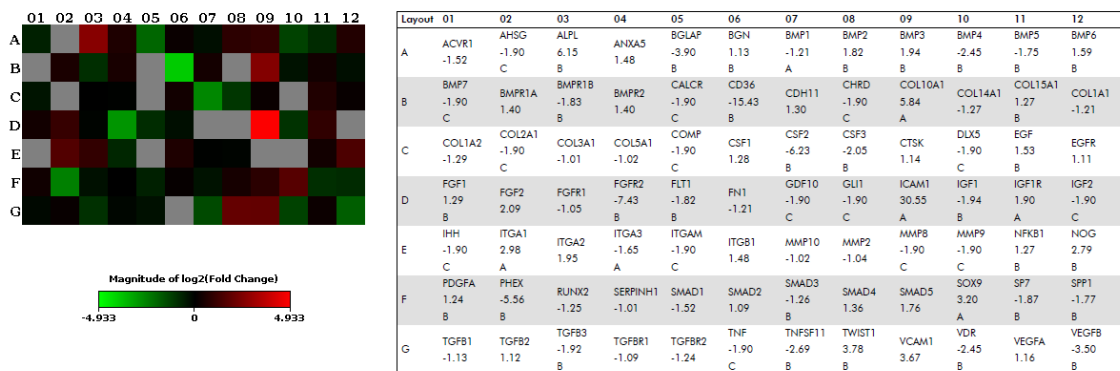 01 02 03 04 05 06 07 08 09 10 11 12
A
B
C
D
E
F
G
Magnitude of log2(Fold Change)
-4.933 0 4.933
Layout 01 02 03 04 05 06 07 08 09 10 11 12
A
ACVR1 AHSG ALPL ANXA5 BGLAP BGN BMP1 BMP2 BMP3 BMP4 BMP5 BMP6
-1.52 -1.90 6.15 1.48 -3.90 1.13 -1.21 1.82 1.94 -2.45 -1.75 1.59
C B B B A B B B B B
B
BMP7 BMPR1A BMPR1B BMPR2 CALCR CD36 CDH11 CHRD COL10A1 COL14A1 COL15A1 COL1A1
-1.90 1.40 -1.83 1.40 -1.90 -15.43 1.30 -1.90 5.84 -1.27 1.27 -1.21
C B C B C A B
C
COL1A2 COL2A1 COL3A1 COL5A1 COMP CSF1 CSF2 CSF3 CTSK DLX5 EGF EGFR
-1.29 -1.90 -1.01 -1.02 -1.90 1.28 -6.23 -2.05 1.14 -1.90 1.53 1.11
C C B B C B
D
FGF1 FGF2 FGFR1 FGFR2 FLT1 FN1 GDF10 GLI1 ICAM1 IGF1 IGF1R IGF2
1.29 2.09 -1.05 -7.43 -1.82 -1.21 -1.90 -1.90 30.55 -1.94 1.90 -1.90
B B B C C A B A C
E
IHH ITGA1 ITGA2 ITGA3 ITGAM ITGB1 MMP10 MMP2 MMP8 MMP9 NFKB1 NOG
-1.90 2.98 1.95 -1.65 -1.90 1.48 -1.02 -1.04 -1.90 -1.90 1.27 2.79
C A A C C C B B
F
PDGFA PHEX RUNX2 SERPINH1 SMAD1 SMAD2 SMAD3 SMAD4 SMAD5 SOX9 SP7 SPP1
1.24 -5.56 -1.25 -1.01 -1.52 1.09 -1.26 1.36 1.76 3.20 -1.87 -1.77
B B B A B B
G
TGFB1 TGFB2 TGFB3 TGFBR1 TGFBR2 TNF TNFSF11 TWIST1 VCAM1 VDR VEGFA VEGFB
-1.13 1.12 -1.92 -1.09 -1.24 -1.90 -2.69 3.78 3.67 -2.45 1.16 -3.50
B C B B B B